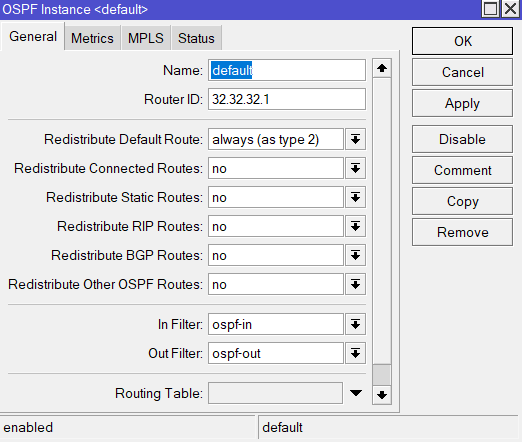 OSPF Instance <default>
General Metrics MPLS Status
Name: default
Router ID: 32.32.32.1
Redistribute Default Route: always (as type 2)
Redistribute Connected Routes: no
Redistribute Static Routes: no
Redistribute RIP Routes: no
Redistribute BGP Routes: no
Redistribute Other OSPF Routes: no
In Filter: ospf-in
Out Filter: ospf-out
Routing Table:
OK
Cancel
Apply
Disable
Comment
Copy
Remove
enabled default